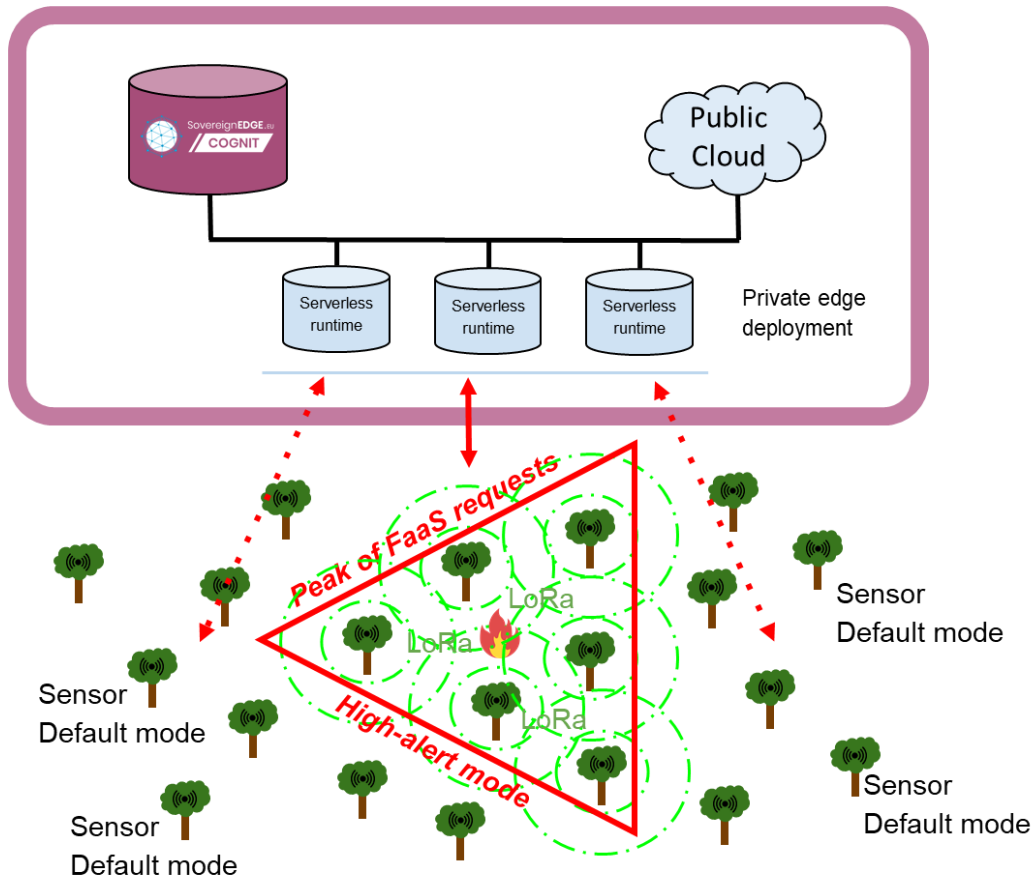 SovereignEDGE.eu
COGNIT
Public
Cloud
Serverless
runtime
Serverless
runtime
Serverless
runtime
Private edge
deployment
Peak of FaaS requests
LoRa
LoRa
LoRa
High-alert mode
Sensor
Default mode
Sensor
Default mode
Sensor
Default mode
Sensor
Default mode